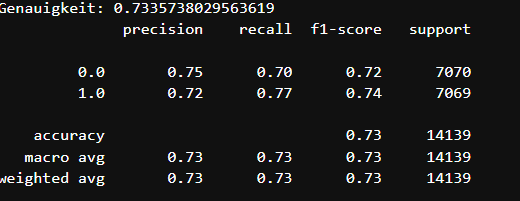 Genauigkeit: 0.7335738029563619
precision recall f1-score support
0.0 0.75 0.70 0.72 7070
1.0 0.72 0.77 0.74 7069
accuracy 0.73 14139
macro avg 0.73 0.73 0.73 14139
weighted avg 0.73 0.73 0.73 14139